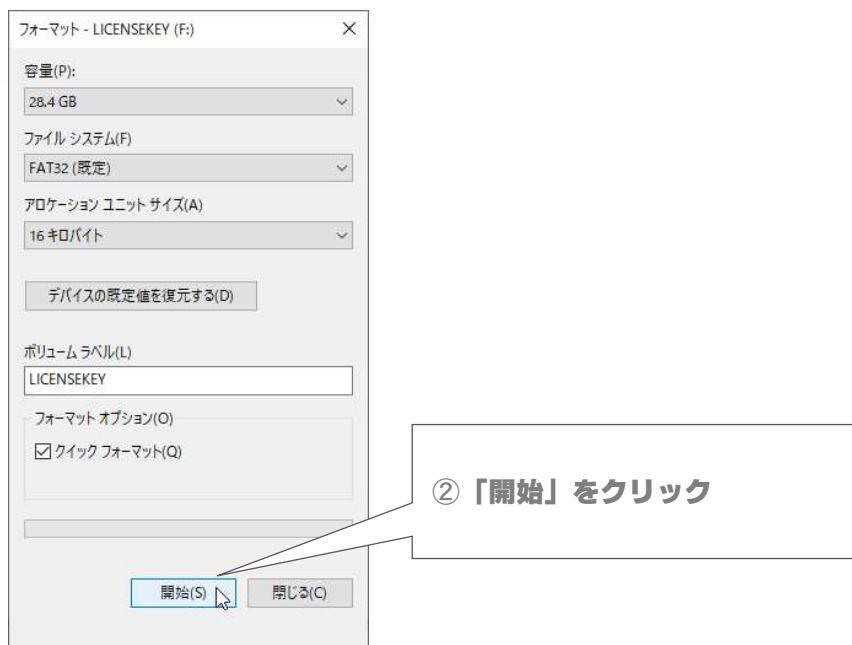 フォーマット - LICENSEKEY (F:)
容量(P):
28.4 GB
ファイル システム(F)
FAT32 (既定)
アロケーション ユニット サイズ(A)
16 キロバイト
デバイスの既定値を復元する(D)
ボリューム ラベル(L)
LICENSEKEY
フォーマット オプション(O)
クイック フォーマット(Q)
②「開始」をクリック
開始(S)
閉じる(C)